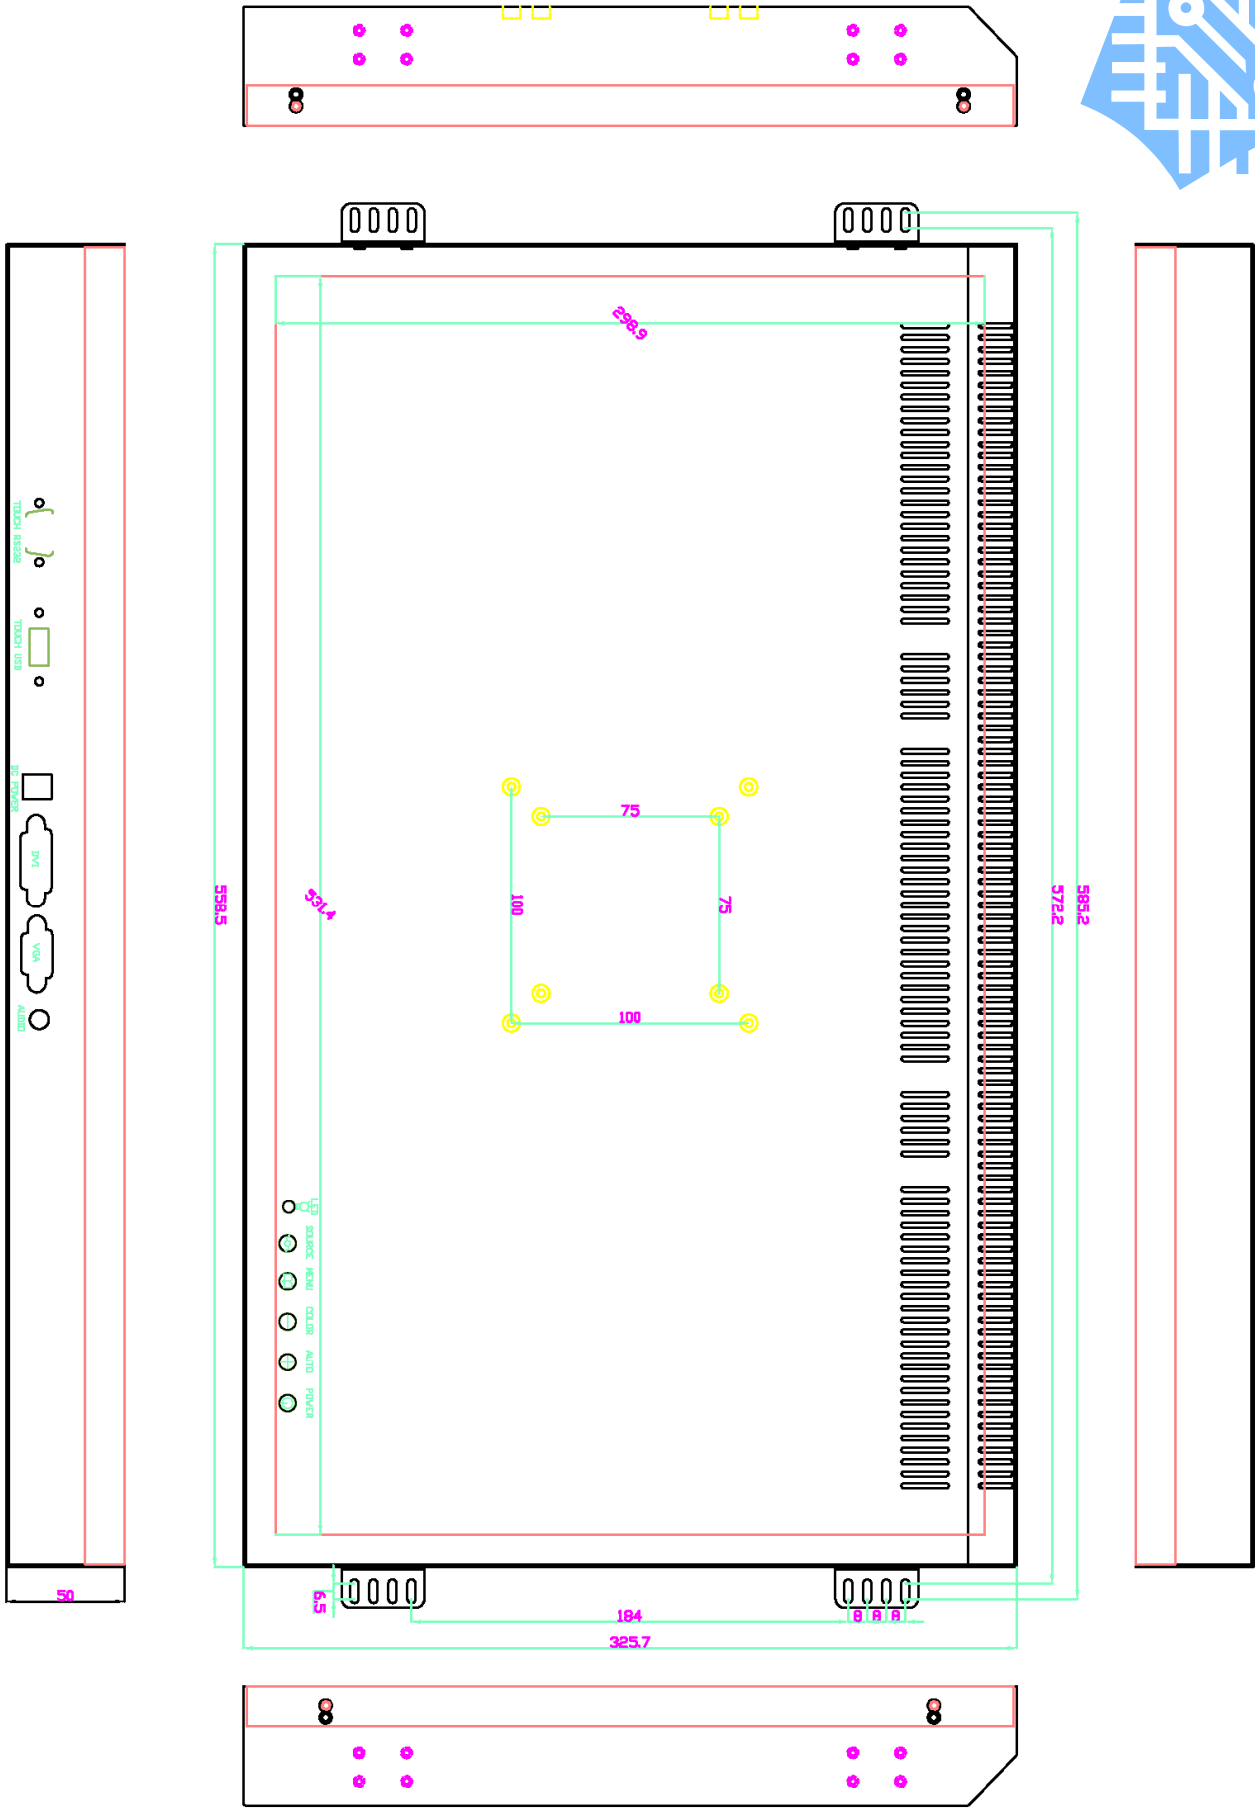 298.9
TOUCH RS232
TOUCH USB
DC POWER
DVI
VGA
AUDIO
558.5
531.4
75
100
75
100
572.2
585.2
LED
SOURCE
MENU
COLOR
AUTO
POWER
50
6.5
184
8 8 8
325.7